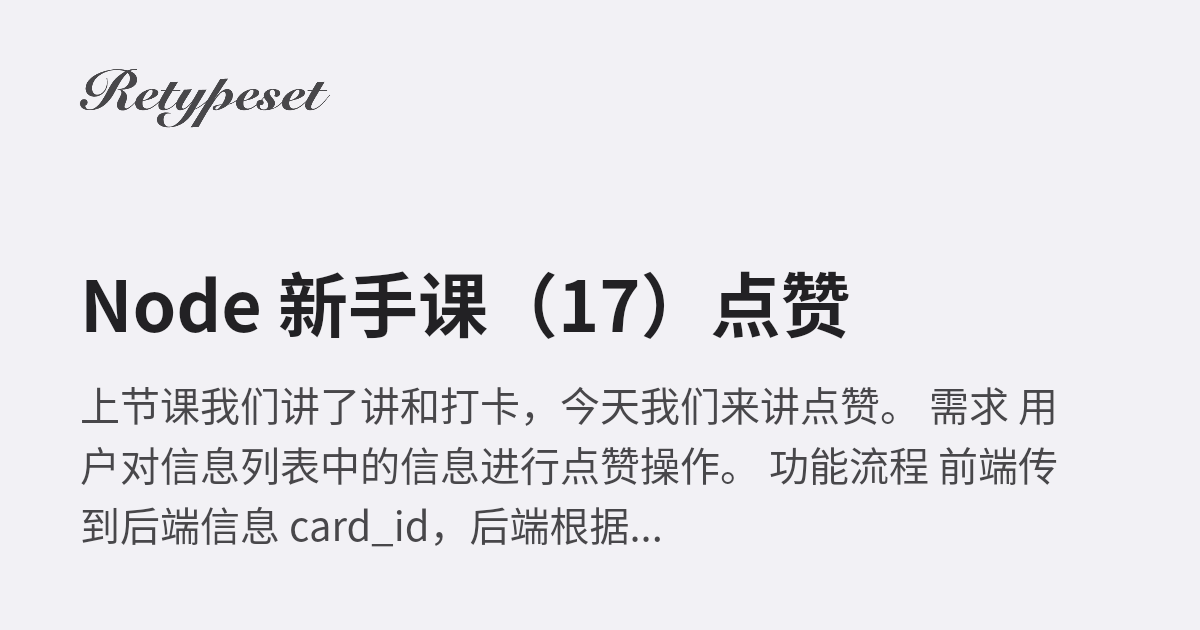 Retypeset
Node 新手课（17）点赞
上节课我们讲了讲和打卡，今天我们来讲点赞。 需求 用
户对信息列表中的信息进行点赞操作。 功能流程 前端传
到后端信息 card_id，后端根据...